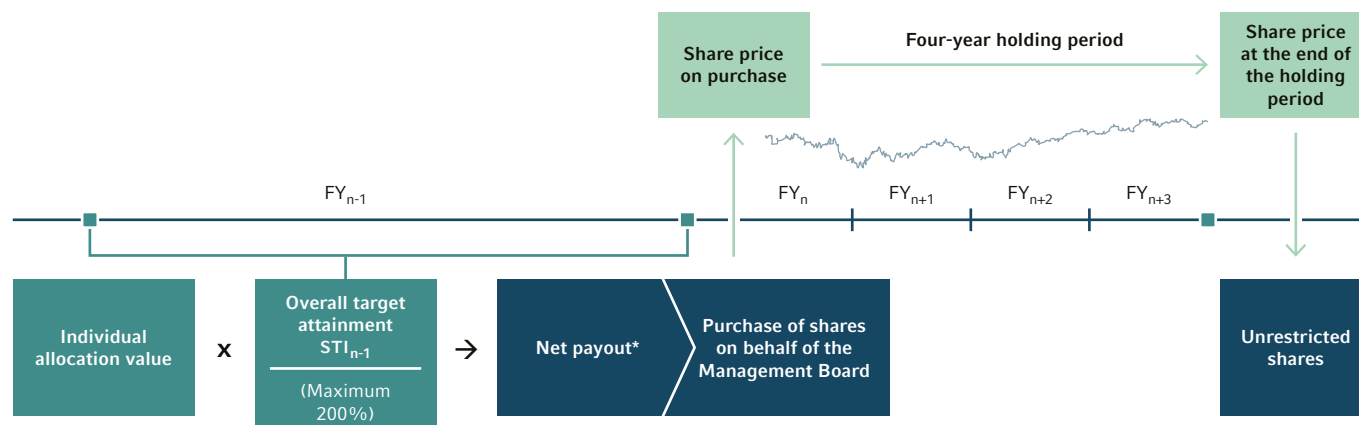 Share price
on purchase
Four-year holding period
Share price
at the end of
the holding
period
FYn-1
FYn
FYn+1
FYn+2
FYn+3
Individual
allocation value
x
Overall target
attainment
STIn-1
(Maximum
200%)
→
Net payout*
Purchase of shares
on behalf of the
Management Board
Unrestricted
shares